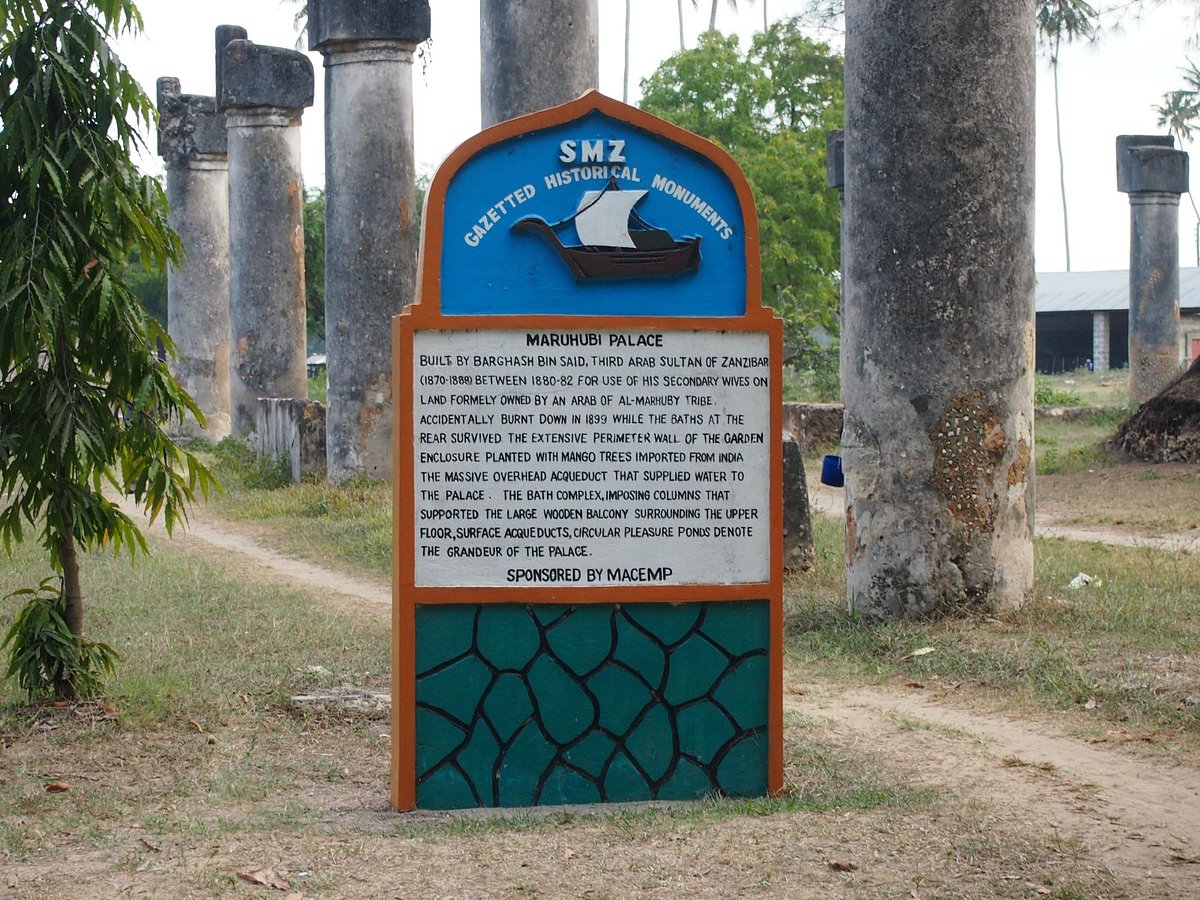 SMZ
GAZETTED HISTORICAL MONUMENTS
MARUHUBI PALACE
BUILT BY BARGHASH BIN SAID, THIRD ARAB SULTAN OF ZANZIBAR
(1870-1888) BETWEEN 1880-82 FOR USE OF HIS SECONDARY WIVES ON
LAND FORMELY OWNED BY AN ARAB OF AL-MARHUBY TRIBE.
ACCIDENTALLY BURNT DOWN IN 1899 WHILE THE BATHS AT THE
REAR SURVIVED. THE EXTENSIVE PERIMETER WALL OF THE GARDEN
ENCLOSURE PLANTED WITH MANGO TREES IMPORTED FROM INDIA
THE MASSIVE OVERHEAD ACQUEDUCT THAT SUPPLIED WATER TO
THE PALACE. THE BATH COMPLEX, IMPOSING COLUMNS THAT
SUPPORTED THE LARGE WOODEN BALCONY SURROUNDING THE UPPER
FLOOR, SURFACE ACQUEDUCTS, CIRCULAR PLEASURE PONDS DENOTE
THE GRANDEUR OF THE PALACE.
SPONSORED BY MACEMP